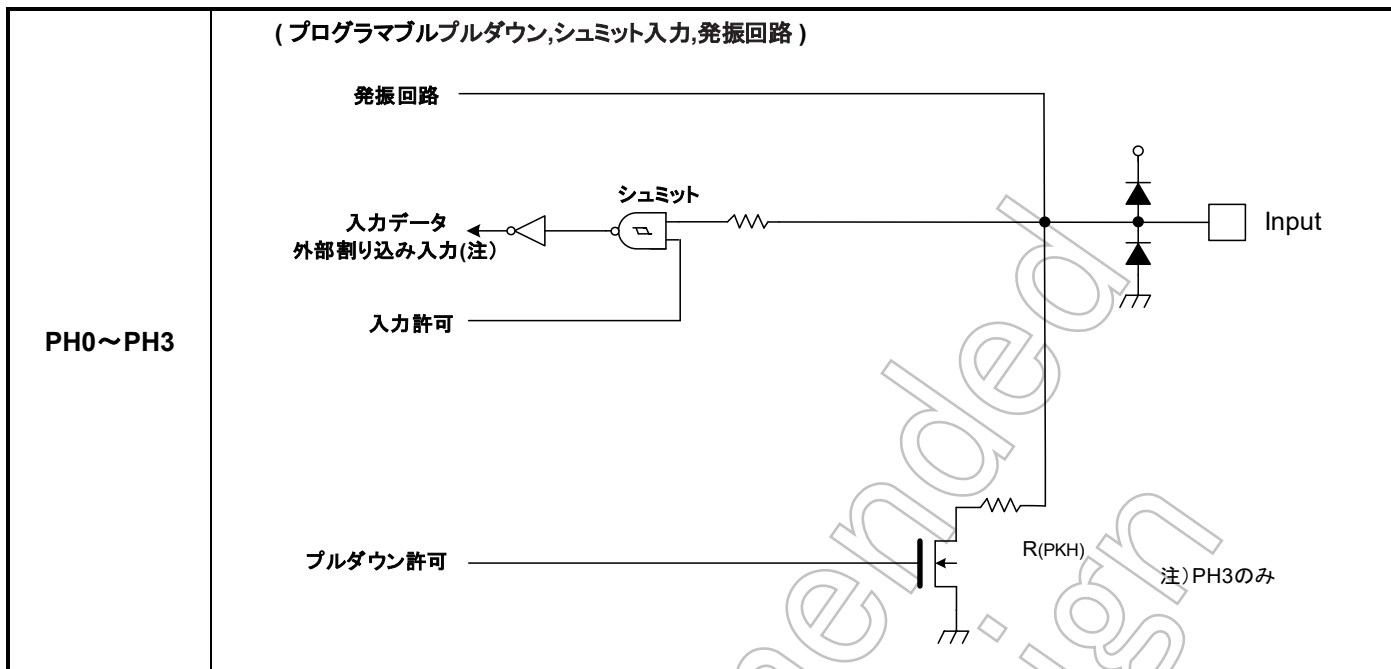 ( プログラマブルプルダウン,シュミット入力,発振回路 )
発振回路
シュミット
入力データ
外部割り込み入力(注）
Input
入力許可
PH0～PH3
プルダウン許可
R(PKH)
注）PH3のみ
mended
sign